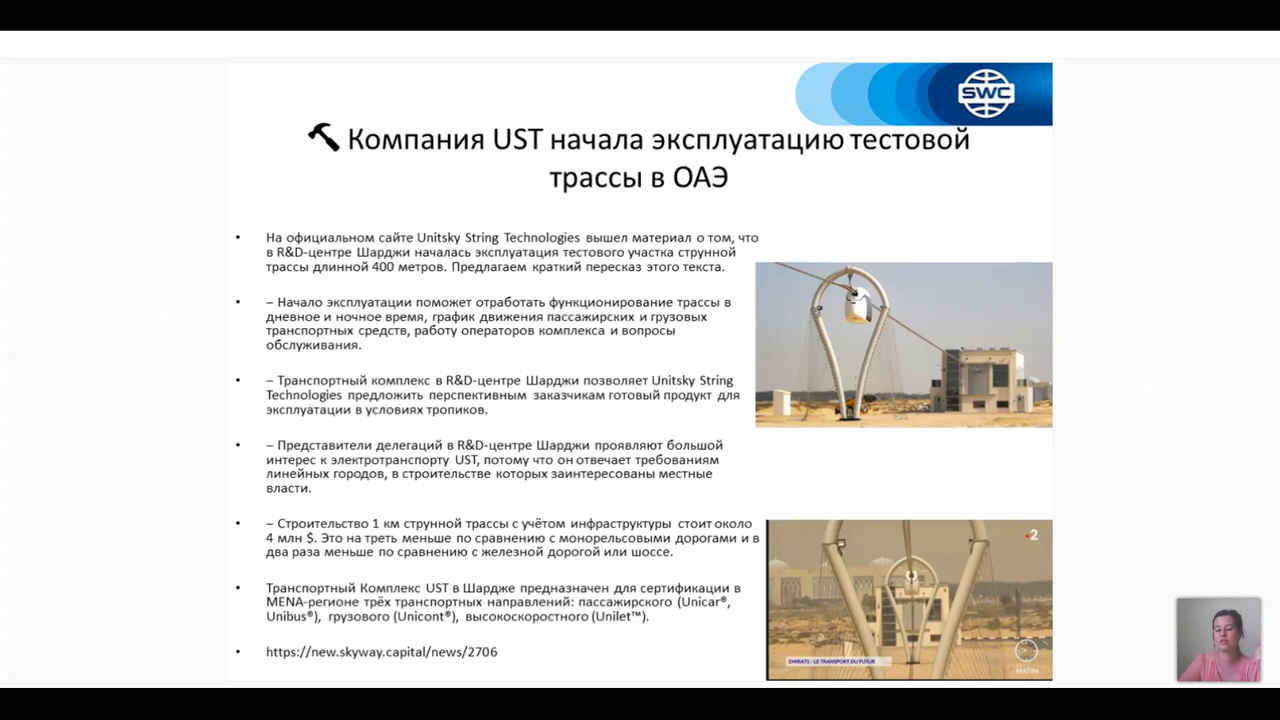 SWC
Компания UST начала эксплуатацию тестовой
трассы в ОАЭ
• На официальном сайте Unitsky String Technologies вышел материал о том, что
в R&D-центре Шарджи началась эксплуатация тестового участка струнной
трассы длинной 400 метров. Предлагаем краткий пересказ этого текста.
• – Начало эксплуатации поможет отработать функционирование трассы в
дневное и ночное время, график движения пассажирских и грузовых
транспортных средств, работу операторов комплекса и вопросы
обслуживания.
• – Транспортный комплекс в R&D-центре Шарджи позволяет Unitsky String
Technologies предложить перспективным заказчикам готовый продукт для
эксплуатации в условиях тропиков.
• – Представители делегаций в R&D-центре Шарджи проявляют большой
интерес к электротранспорту UST, потому что он отвечает требованиям
линейных городов, в строительстве которых заинтересованы местные
власти.
• – Строительство 1 км струнной трассы с учётом инфраструктуры стоит около
4 млн $. Это на треть меньше по сравнению с монорельсовыми дорогами и в
два раза меньше по сравнению с железной дорогой или шоссе.
• Транспортный Комплекс UST в Шардже предназначен для сертификации в
MENA-регионе трёх транспортных направлений: пассажирского (Unicar®,
Unibus®), грузового (Unicont®), высокоскоростного (Unilet™).
• https://new.skyway.capital/news/2706
2
EMIRATS : LE TRANSPORT DU FUTUR
MATIN